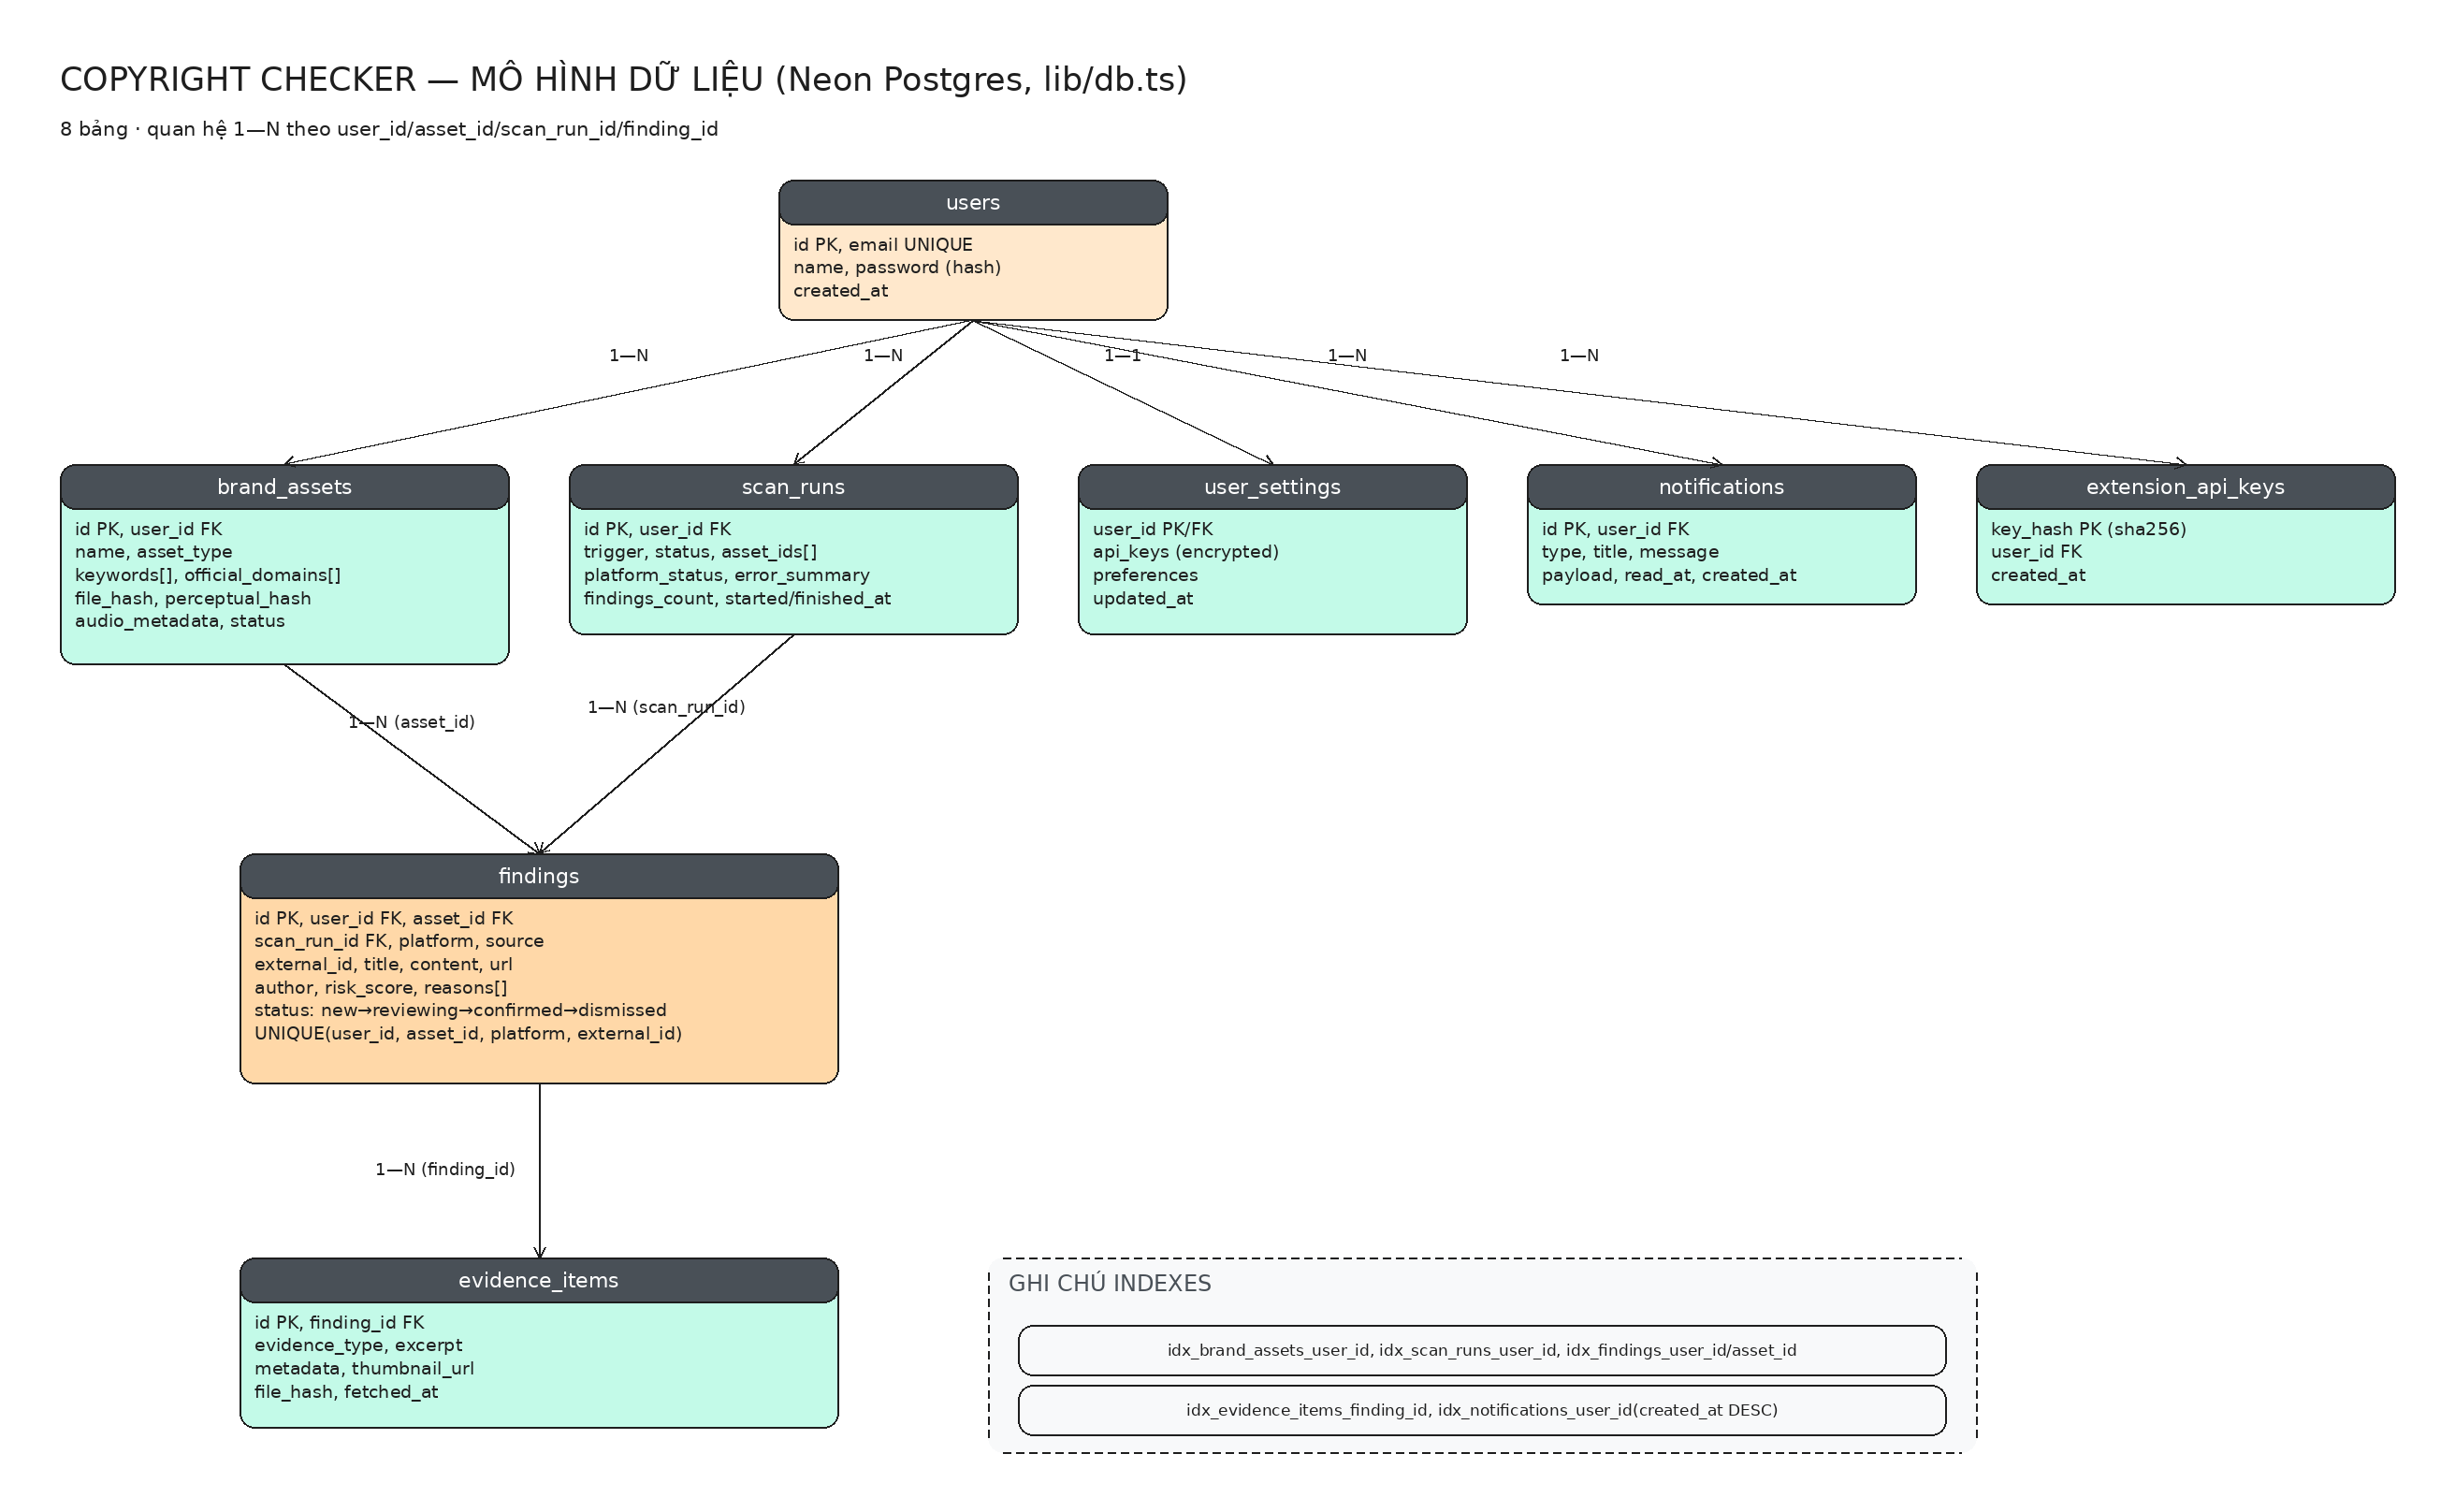 COPYRIGHT CHECKER — MÔ HÌNH DỮ LIỆU (Neon Postgres, lib/db.ts)
8 bảng · quan hệ 1—N theo user_id/asset_id/scan_run_id/finding_id
users
id PK, email UNIQUE
name, password (hash)
created_at
1—N
1—N
1—1
1—N
1—N
brand_assets
id PK, user_id FK
name, asset_type
keywords[], official_domains[]
file_hash, perceptual_hash
audio_metadata, status
scan_runs
id PK, user_id FK
trigger, status, asset_ids[]
platform_status, error_summary
findings_count, started/finished_at
user_settings
user_id PK/FK
api_keys (encrypted)
preferences
updated_at
notifications
id PK, user_id FK
type, title, message
payload, read_at, created_at
extension_api_keys
key_hash PK (sha256)
user_id FK
created_at
1—N (asset_id)
1—N (scan_run_id)
findings
id PK, user_id FK, asset_id FK
scan_run_id FK, platform, source
external_id, title, content, url
author, risk_score, reasons[]
status: new→reviewing→confirmed→dismissed
UNIQUE(user_id, asset_id, platform, external_id)
1—N (finding_id)
evidence_items
id PK, finding_id FK
evidence_type, excerpt
metadata, thumbnail_url
file_hash, fetched_at
GHI CHÚ INDEXES
idx_brand_assets_user_id, idx_scan_runs_user_id, idx_findings_user_id/asset_id
idx_evidence_items_finding_id, idx_notifications_user_id(created_at DESC)